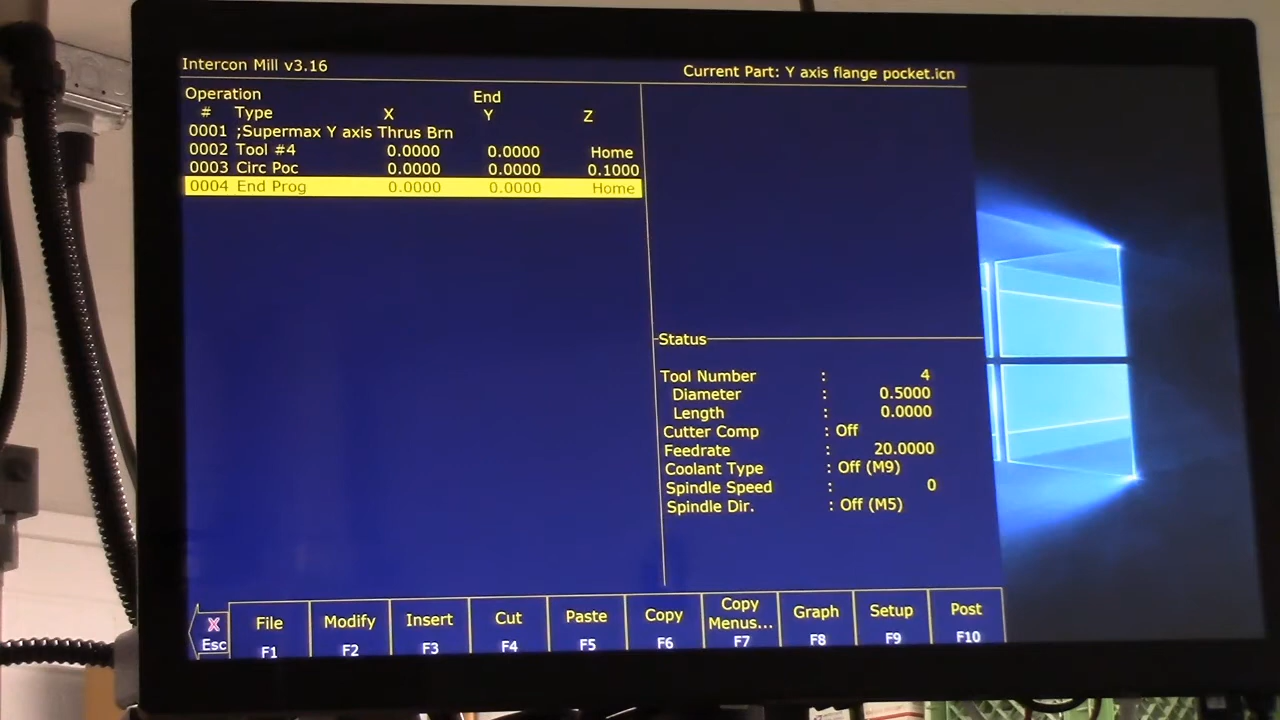 Intercon Mill v3.16
Current Part: Y axis flange pocket.icn
Operation End
# Type X Y Z
0001 ;Supermax Y axis Thrus Brn
0002 Tool #4 0.0000 0.0000 Home
0003 Circ Poc 0.0000 0.0000 0.1000
0004 End Prog 0.0000 0.0000 Home
Status
Tool Number : 4
Diameter : 0.5000
Length : 0.0000
Cutter Comp : Off
Feedrate : 20.0000
Coolant Type : Off (M9)
Spindle Speed : 0
Spindle Dir. : Off (M5)
X Esc
File F1
Modify F2
Insert F3
Cut F4
Paste F5
Copy F6
Copy Menus... F7
Graph F8
Setup F9
Post F10